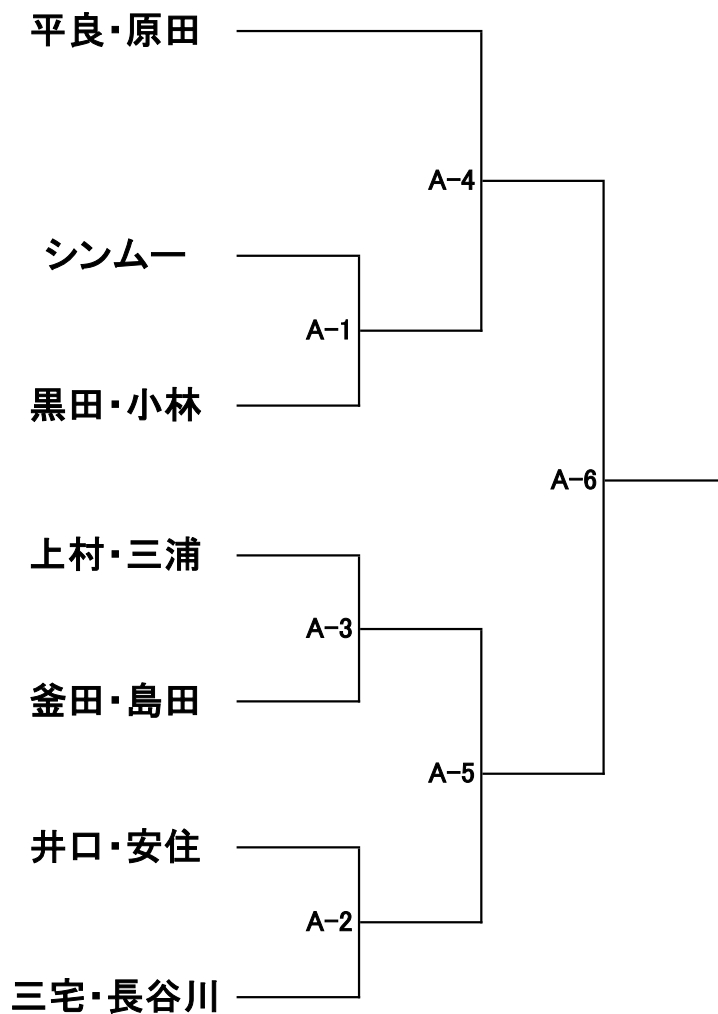 平良・原田
A-4
シンムー
A-1
黒田・小林
A-6
上村・三浦
A-3
釜田・島田
A-5
井口・安住
A-2
三宅・長谷川